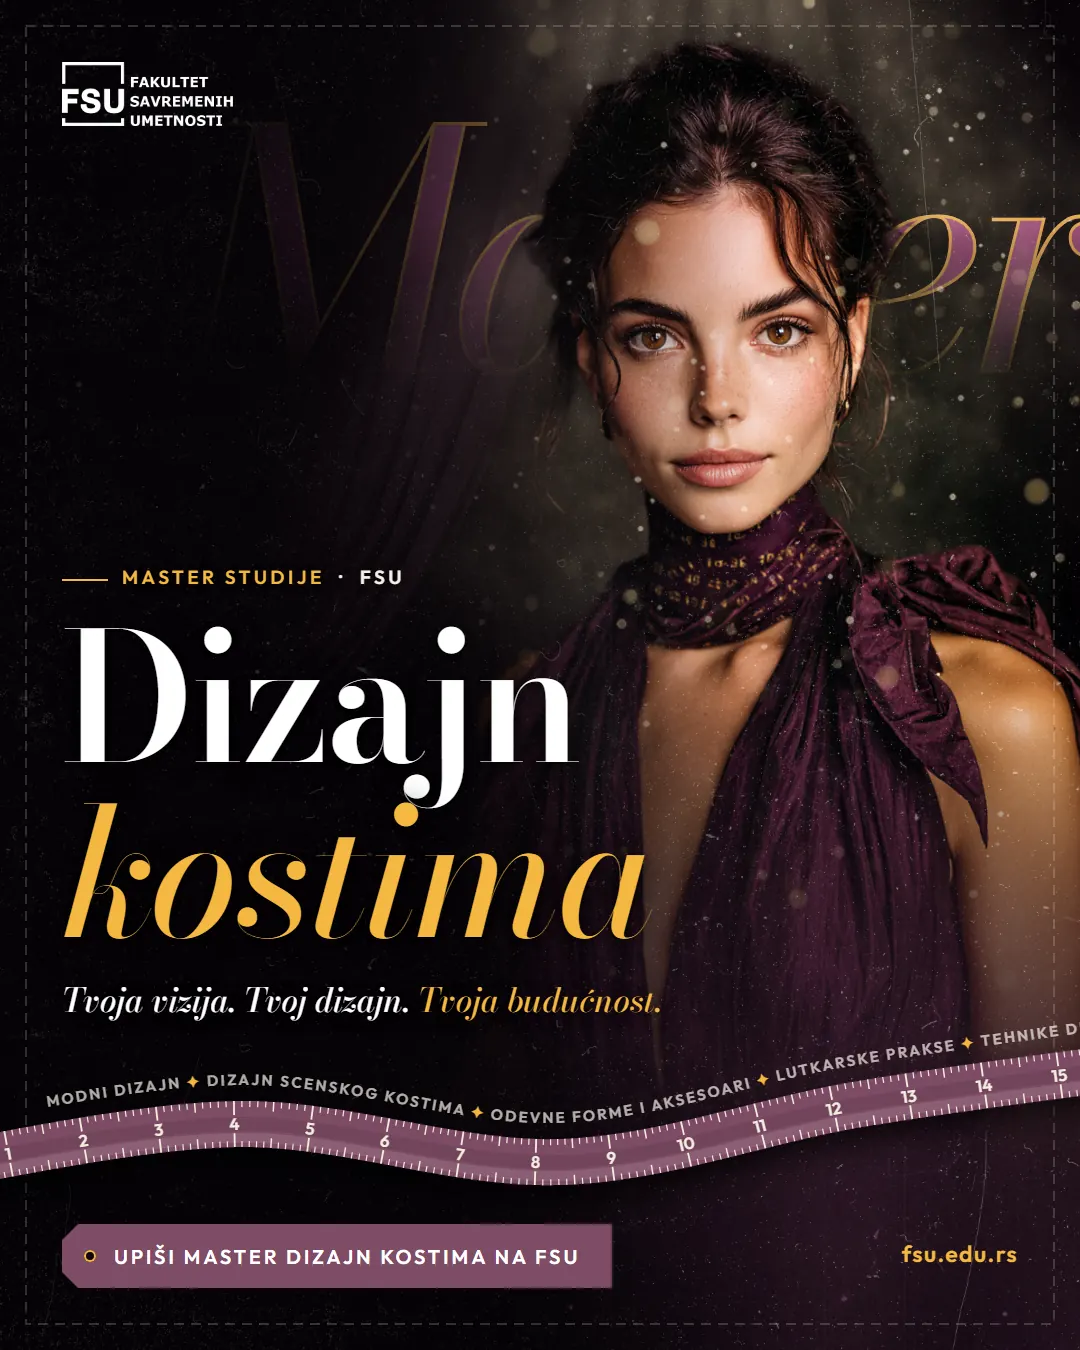 FSU FAKULTET
SAVREMENIH
UMETNOSTI
MASTER STUDIJE · FSU
Dizajn
kostima
Tvoja vizija. Tvoj dizajn. Tvoja budućnost.
MODNI DIZAJN ✦ DIZAJN SCENSKOG KOSTIMA ✦ ODEVNE FORME I AKSESOARI ✦ LUTKARSKE PRAKSE ✦ TEHNIKE D
1 2 3 4 5 6 7 8 9 10 11 12 13 14 15
UPIŠI MASTER DIZAJN KOSTIMA NA FSU
fsu.edu.rs